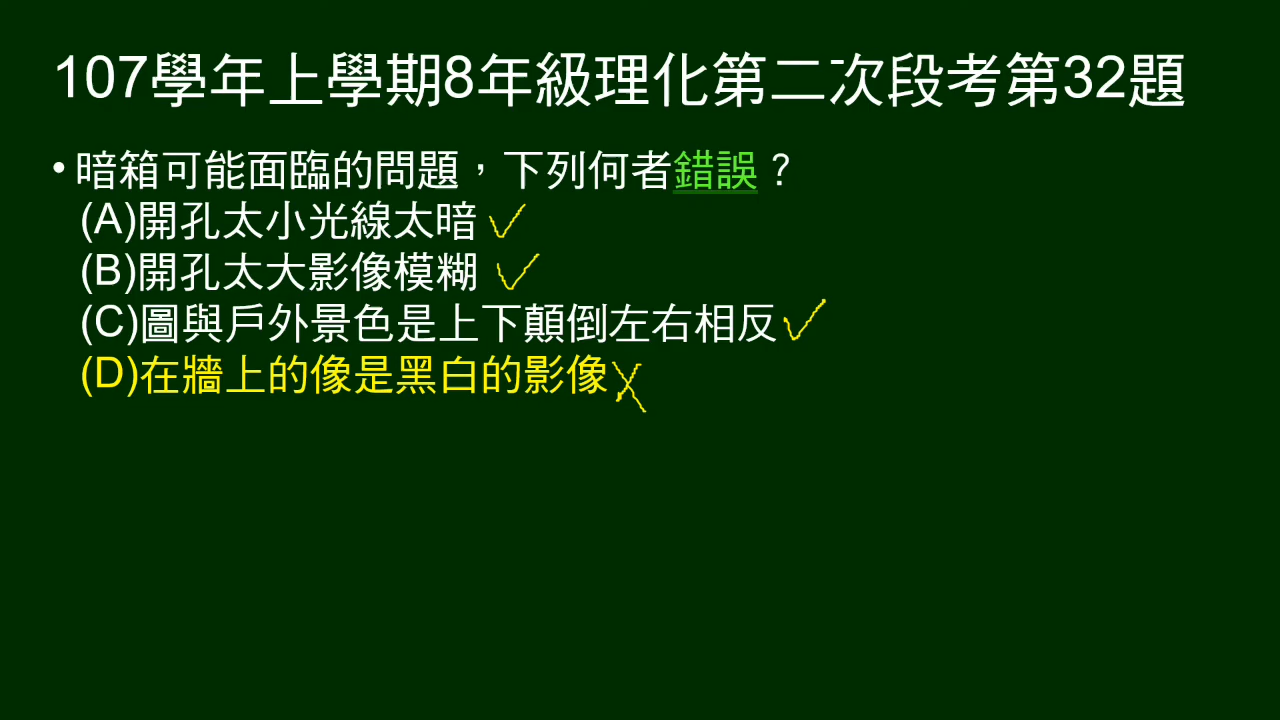 107學年上學期8年級理化第二次段考第32題
•暗箱可能面臨的問題，下列何者錯誤？
(A)開孔太小光線太暗
(B)開孔太大影像模糊
(C)圖與戶外景色是上下顛倒左右相反
(D)在牆上的像是黑白的影像